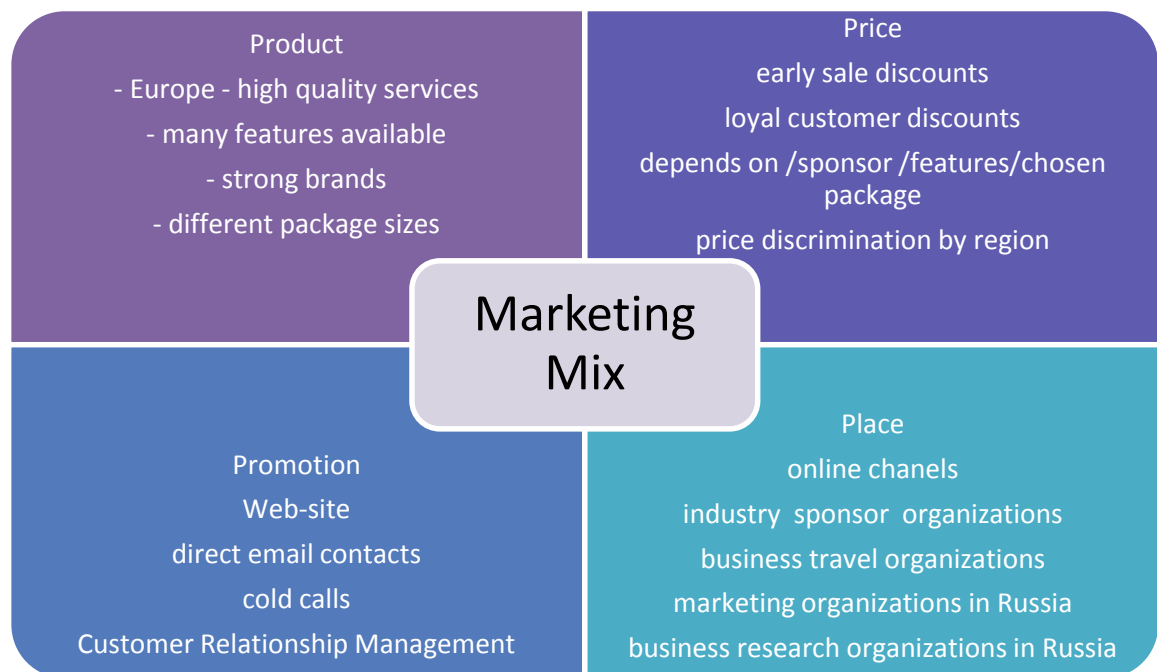 Product
- Europe - high quality services
- many features available
- strong brands
- different package sizes
Price
early sale discounts
loyal customer discounts
depends on /sponsor /features/chosen
package
price discrimination by region
Marketing
Mix
Promotion
Web-site
direct email contacts
cold calls
Customer Relationship Management
Place
online chanels
industry sponsor organizations
business travel organizations
marketing organizations in Russia
business research organizations in Russia